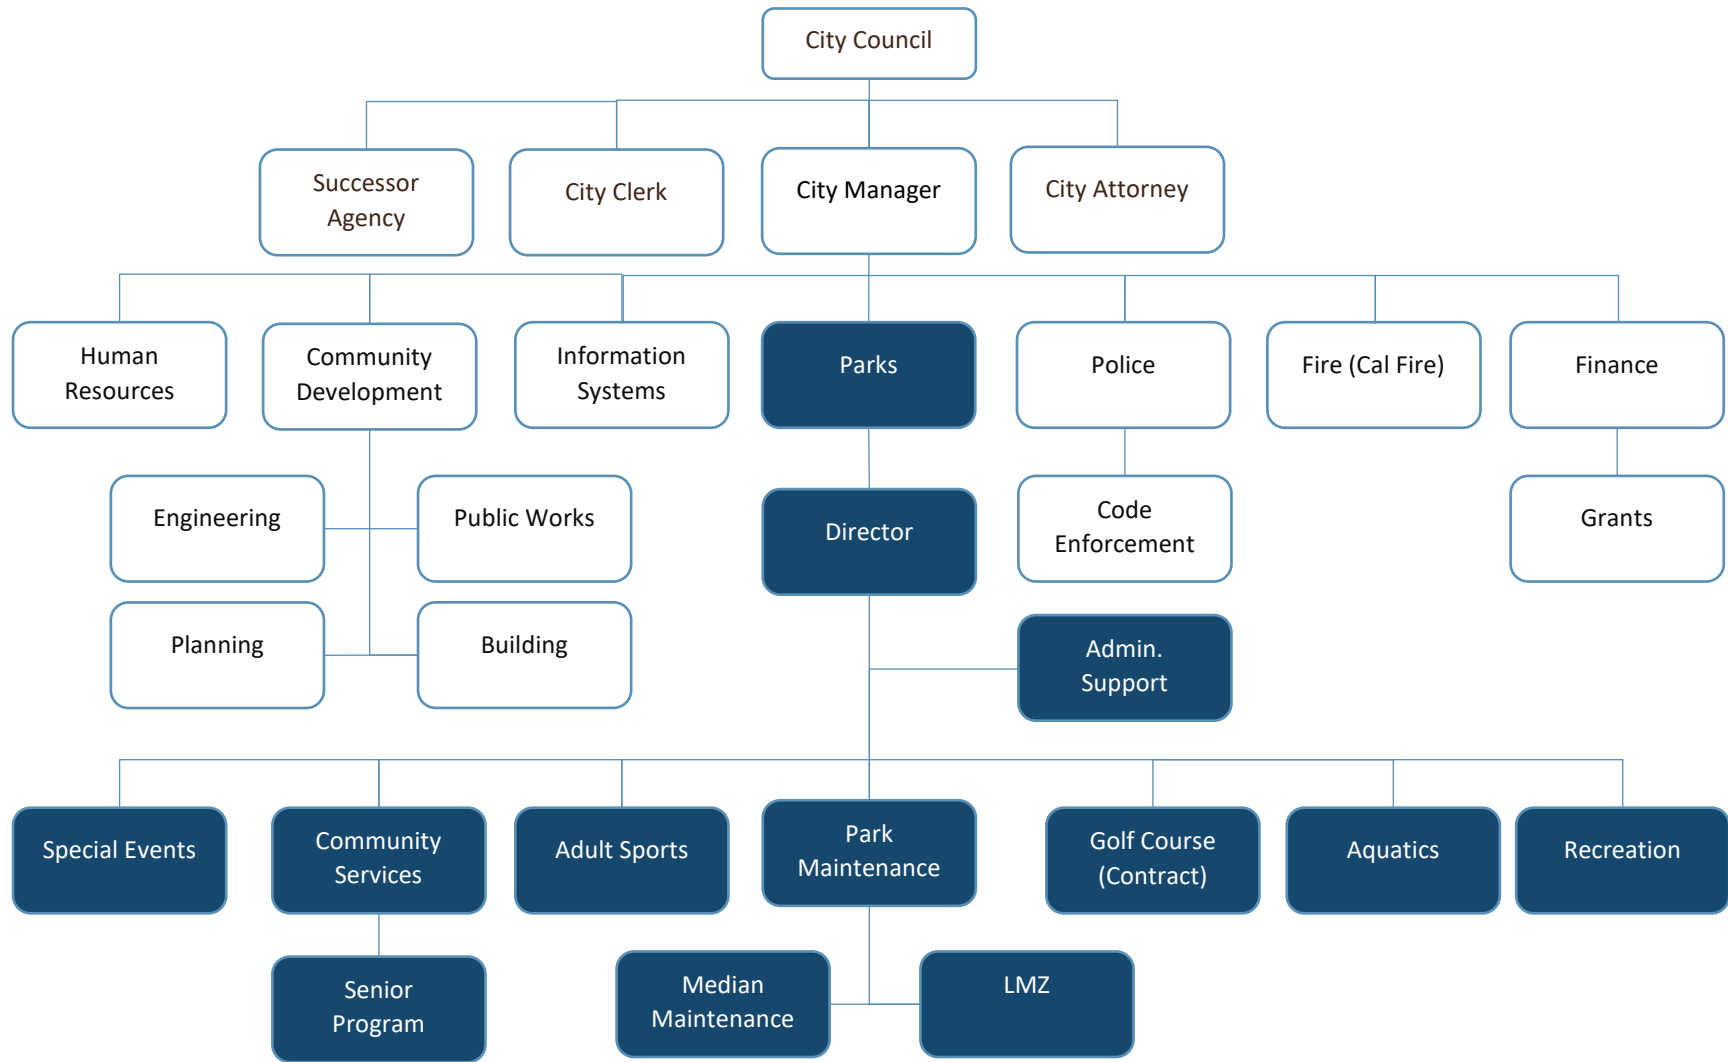 City Council
Successor
Agency
City Clerk
City Manager
City Attorney
Human
Resources
Community
Development
Information
Systems
Parks
Police
Fire (Cal Fire)
Finance
Engineering
Public Works
Director
Code
Enforcement
Grants
Planning
Building
Admin.
Support
Special Events
Community
Services
Adult Sports
Park
Maintenance
Golf Course
(Contract)
Aquatics
Recreation
Senior
Program
Median
Maintenance
LMZ